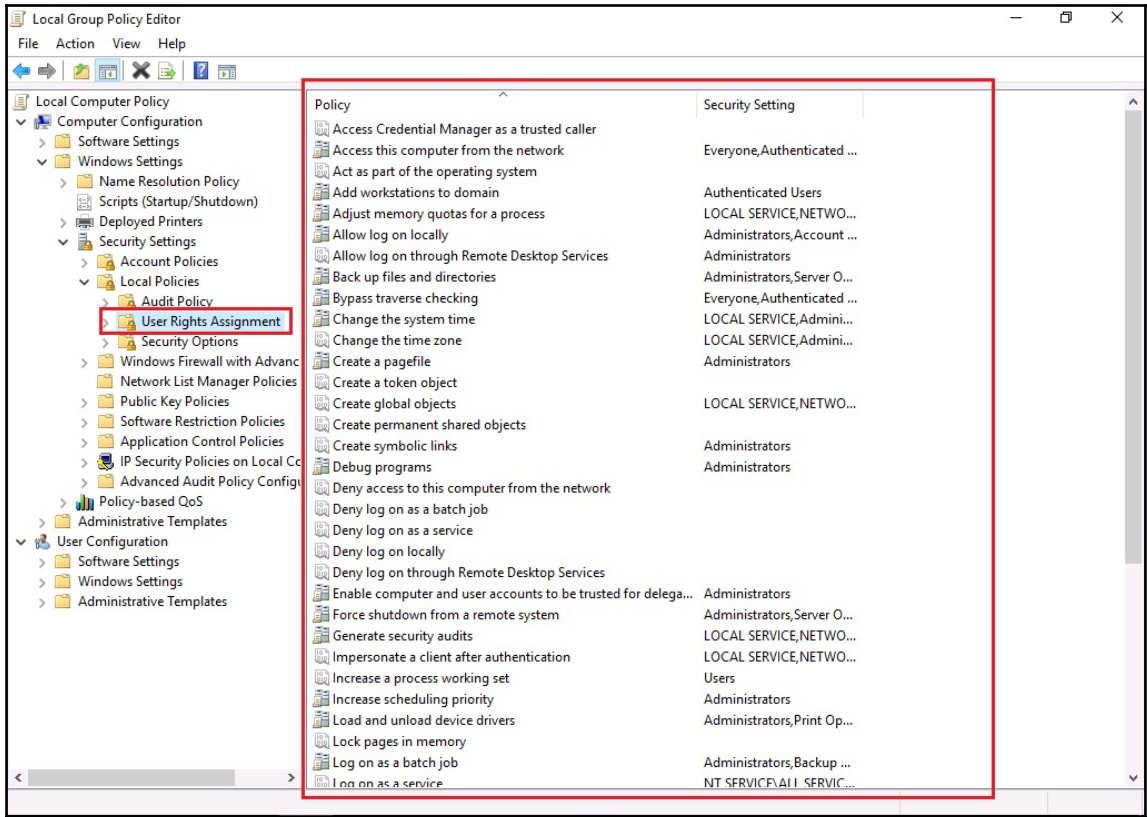 Local Group Policy Editor
File Action View Help
Local Computer Policy
Computer Configuration
Software Settings
Windows Settings
Name Resolution Policy
Scripts (Startup/Shutdown)
Deployed Printers
Security Settings
Account Policies
Local Policies
Audit Policy
User Rights Assignment
Security Options
Windows Firewall with Advanc
Network List Manager Policies
Public Key Policies
Software Restriction Policies
Application Control Policies
IP Security Policies on Local Cc
Advanced Audit Policy Configu
Policy-based QoS
Administrative Templates
User Configuration
Software Settings
Windows Settings
Administrative Templates
Policy Security Setting
Access Credential Manager as a trusted caller
Access this computer from the network Everyone,Authenticated ...
Act as part of the operating system
Add workstations to domain Authenticated Users
Adjust memory quotas for a process LOCAL SERVICE,NETWO...
Allow log on locally Administrators,Account ...
Allow log on through Remote Desktop Services Administrators
Back up files and directories Administrators,Server O...
Bypass traverse checking Everyone,Authenticated ...
Change the system time LOCAL SERVICE,Admini...
Change the time zone LOCAL SERVICE,Admini...
Create a pagefile Administrators
Create a token object
Create global objects LOCAL SERVICE,NETWO...
Create permanent shared objects
Create symbolic links Administrators
Debug programs Administrators
Deny access to this computer from the network
Deny log on as a batch job
Deny log on as a service
Deny log on locally
Deny log on through Remote Desktop Services
Enable computer and user accounts to be trusted for delega... Administrators
Force shutdown from a remote system Administrators,Server O...
Generate security audits LOCAL SERVICE,NETWO...
Impersonate a client after authentication LOCAL SERVICE,NETWO...
Increase a process working set Users
Increase scheduling priority Administrators
Load and unload device drivers Administrators,Print Op...
Lock pages in memory
Log on as a batch job Administrators,Backup ...
Log on as a service NT SERVICE\ALL SERVIC...